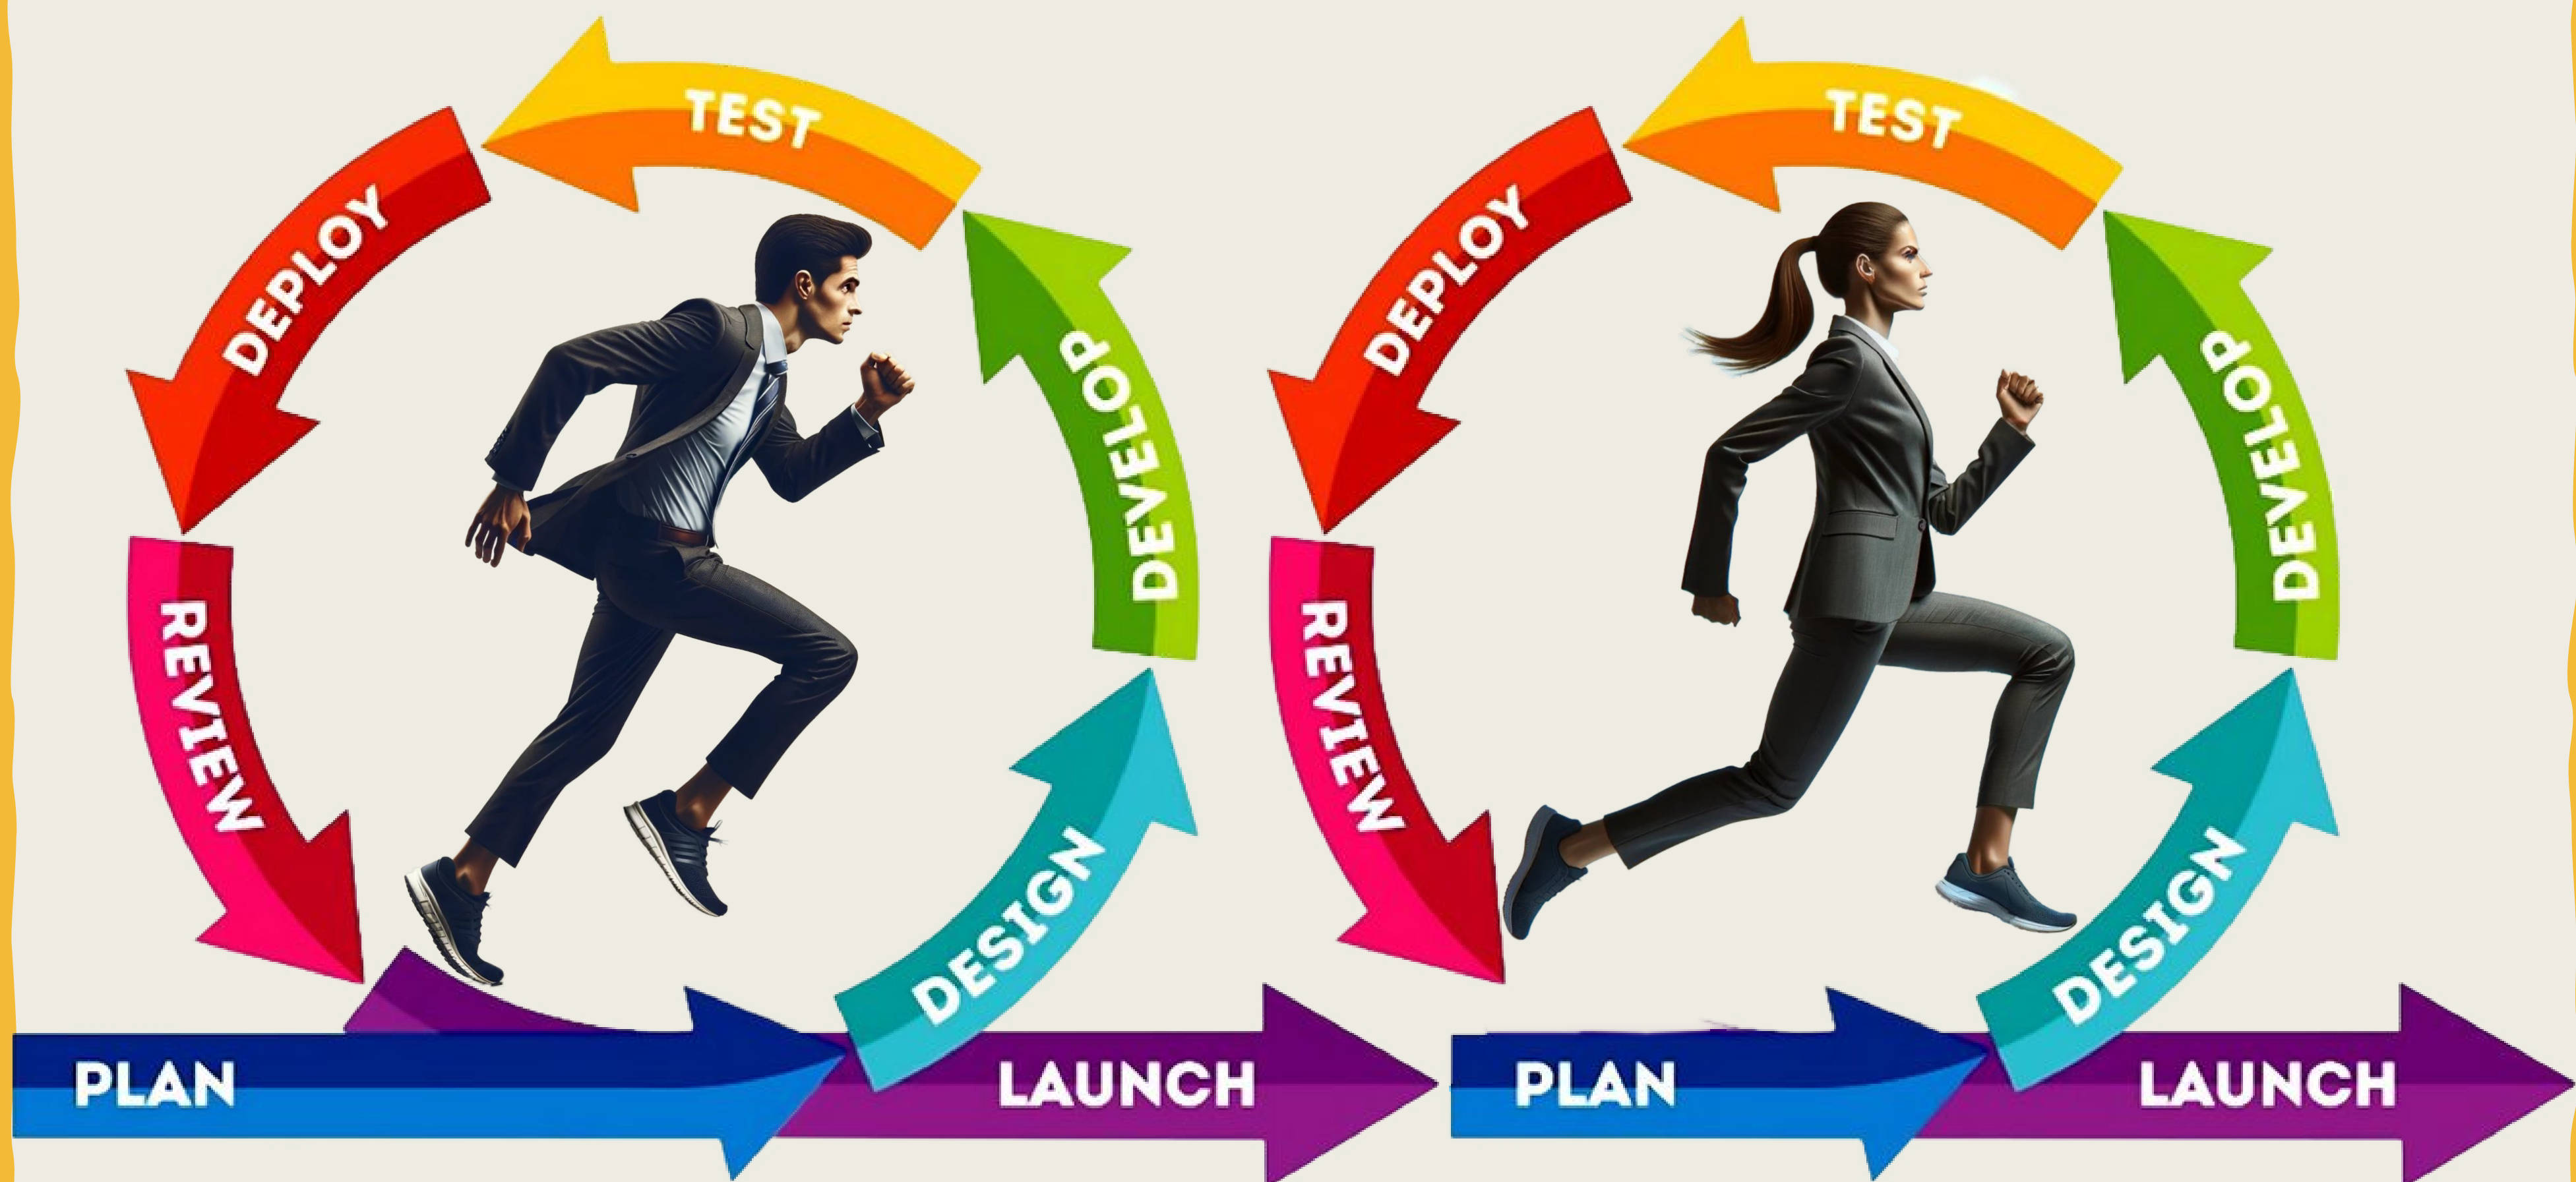 PLAN
DESIGN
DEVELOP
TEST
DEPLOY
REVIEW
LAUNCH
PLAN
DESIGN
DEVELOP
TEST
DEPLOY
REVIEW
LAUNCH